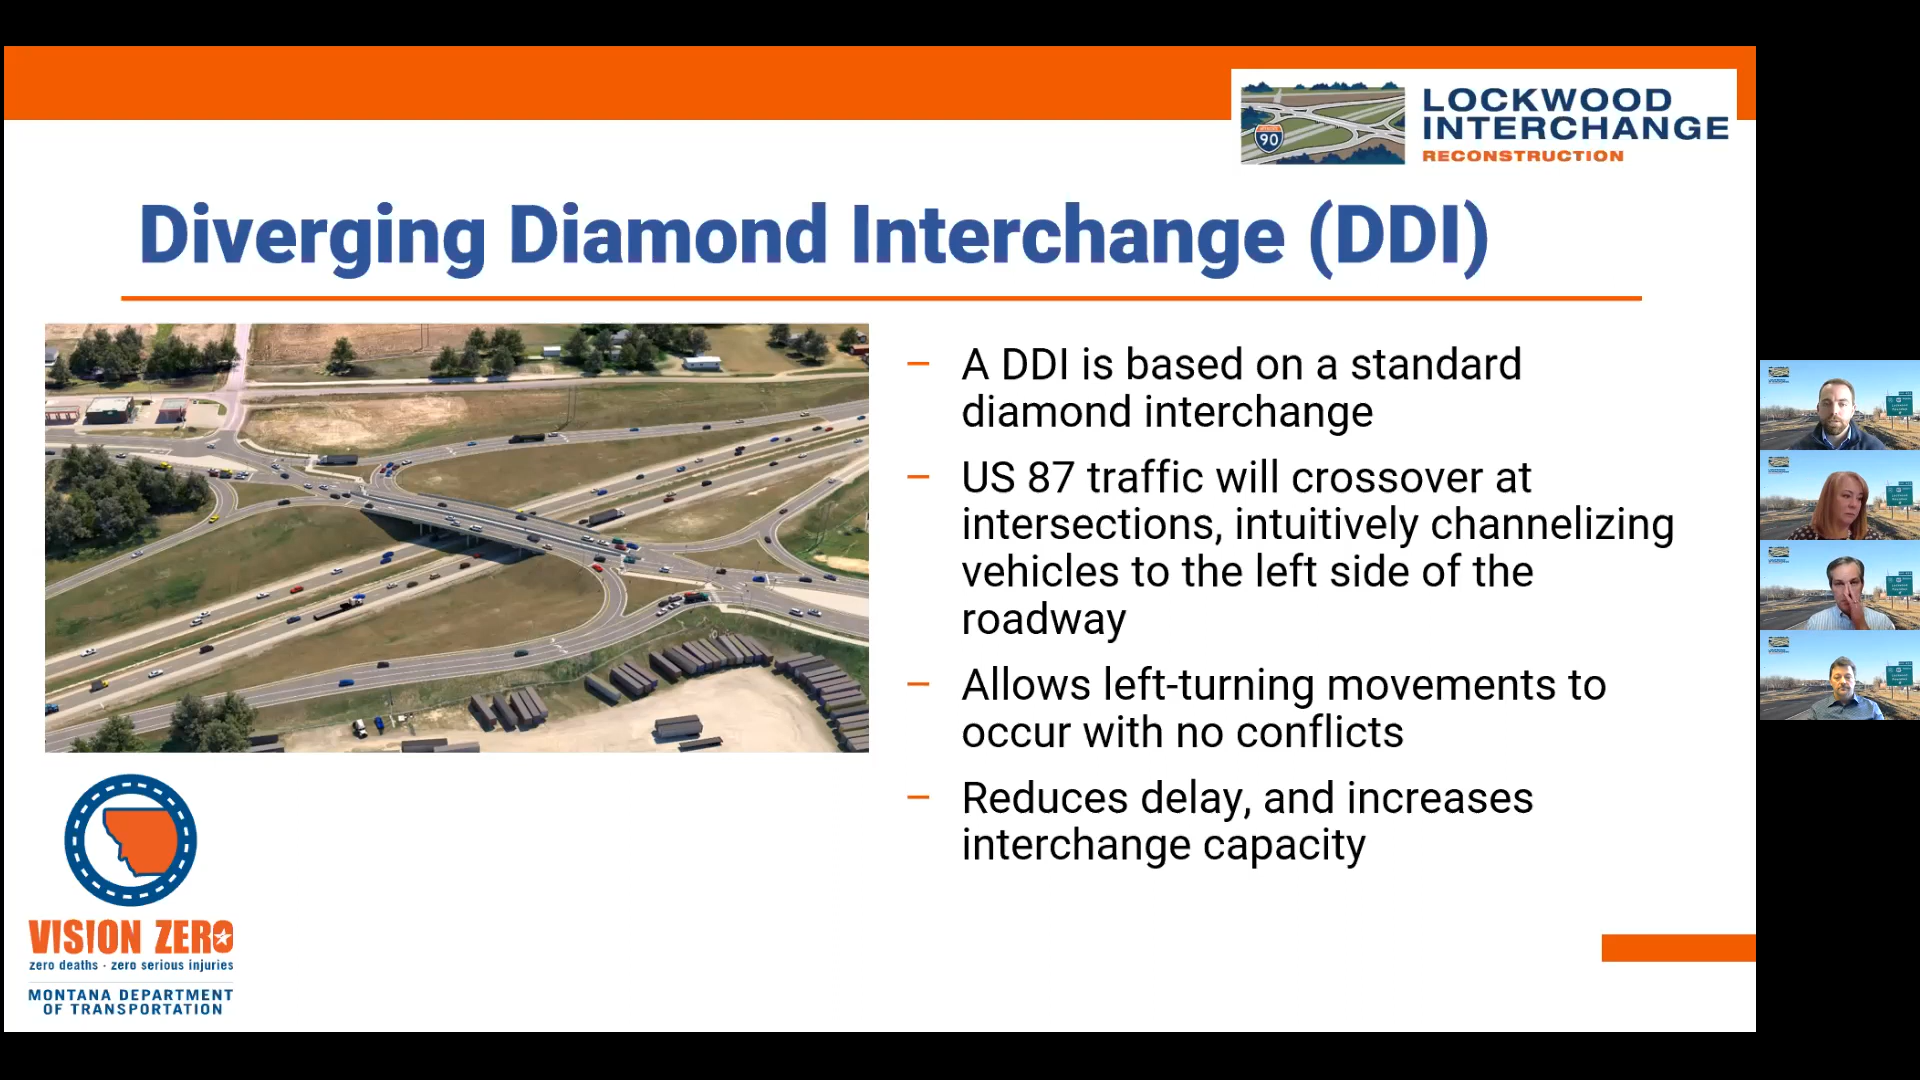 LOCKWOOD
INTERCHANGE
RECONSTRUCTION
90
Diverging Diamond Interchange (DDI)
– A DDI is based on a standard
diamond interchange
– US 87 traffic will crossover at
intersections, intuitively channelizing
vehicles to the left side of the
roadway
– Allows left-turning movements to
occur with no conflicts
– Reduces delay, and increases
interchange capacity
VISION ZERO
zero deaths · zero serious injuries
MONTANA DEPARTMENT
OF TRANSPORTATION